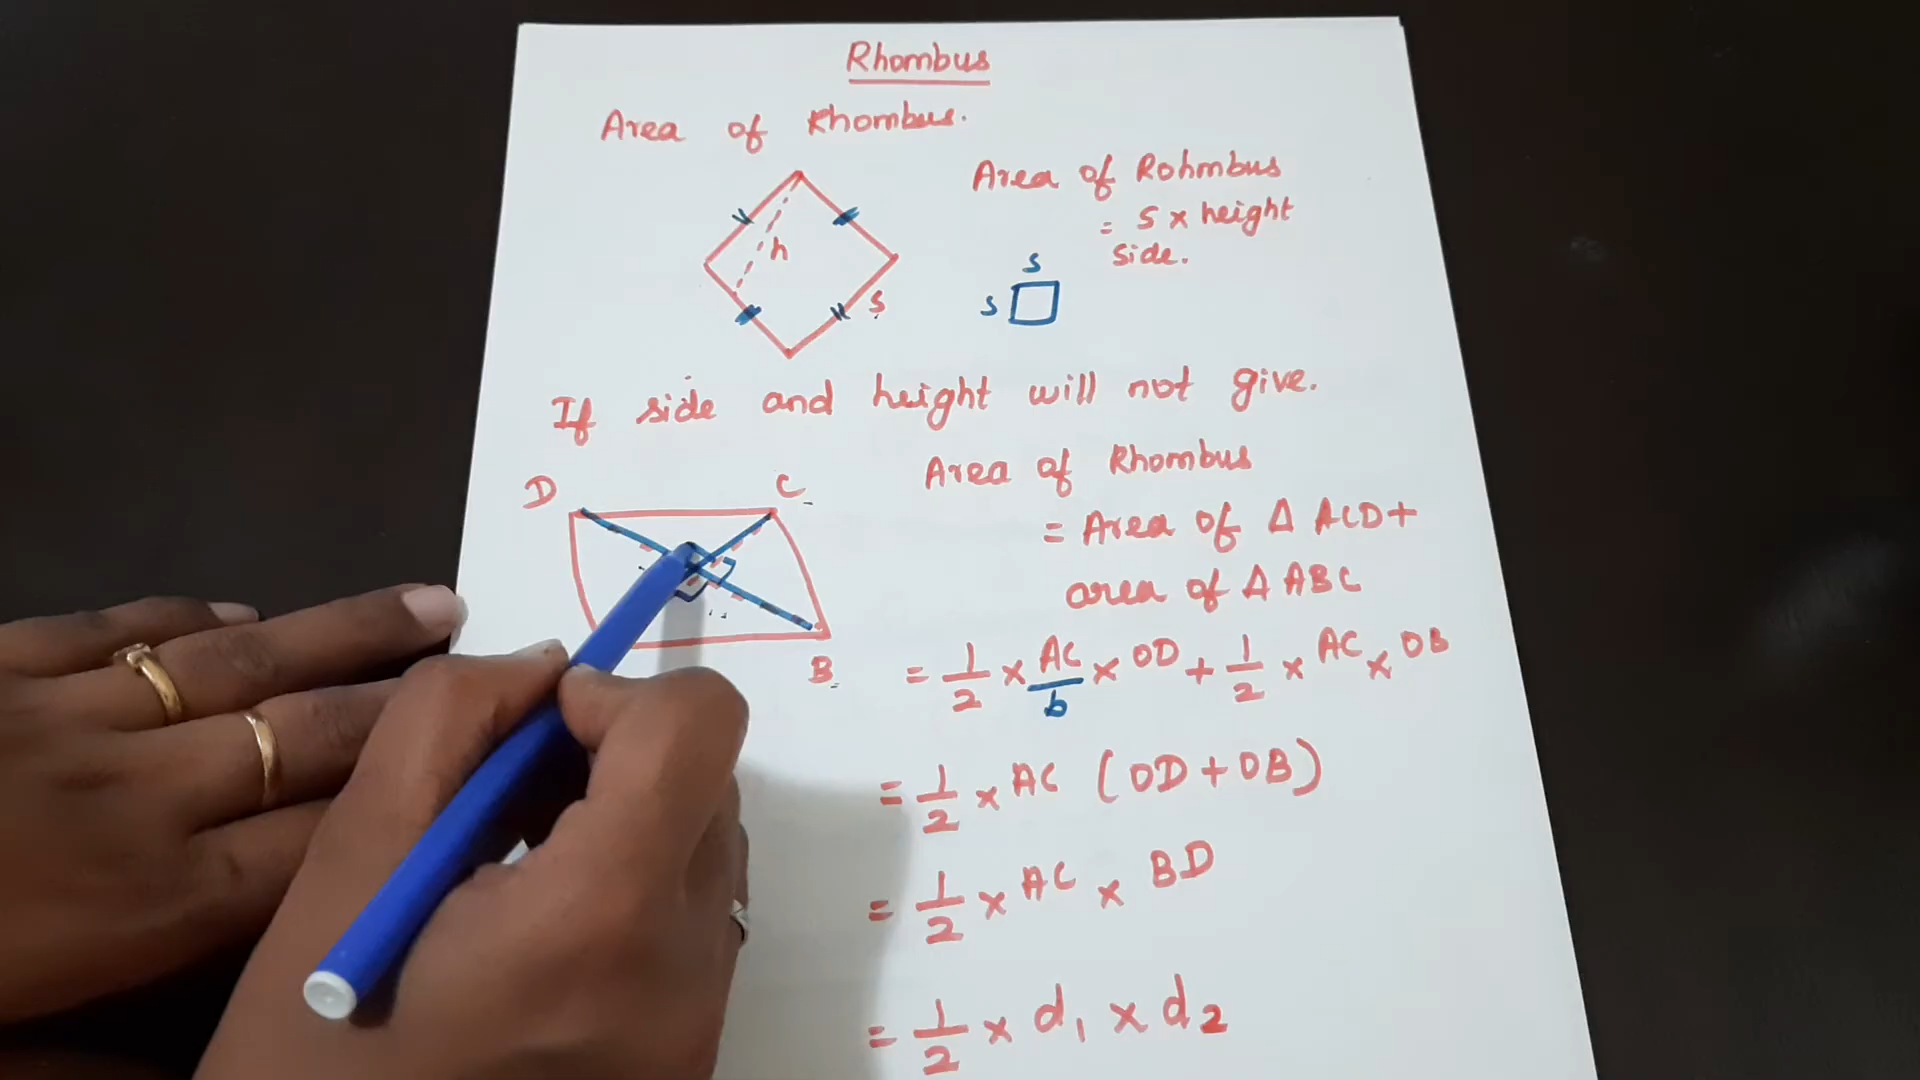 Rhombus
Area of Rhombus.
Area of Rohmbus
= S x height
side.
h
S
S
S
If side and height will not give.
D
C
B
Area of Rhombus
= Area of Δ ACD +
area of Δ ABC
= 1/2 x AC x OD + 1/2 x AC x OB
b
= 1/2 x AC (OD + OB)
= 1/2 x AC x BD
= 1/2 x d₁ x d₂